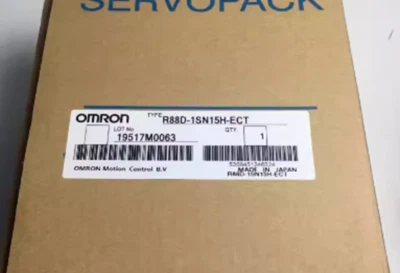 SERVOPACK
OMRON TYPE R88D-1SN15H-ECT
LOT No QTY.
19517M0063 1
OMRON Motion Control B.V MADE IN JAPAN
R88D-1SN15H-ECT